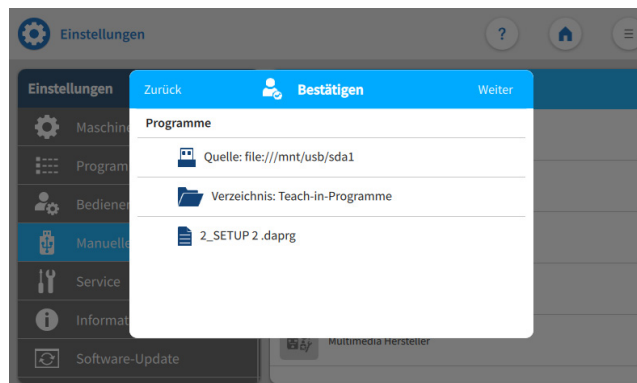 Einstellungen
?
Einstellungen
Zurück
Bestätigen
Weiter
Maschine
Programme
Quelle: file:///mnt/usb/sda1
Program
Verzeichnis: Teach-in-Programme
Bediener
2_SETUP 2 .daprg
Manuelle
Service
Informat
Multimedia Hersteller
Software-Update